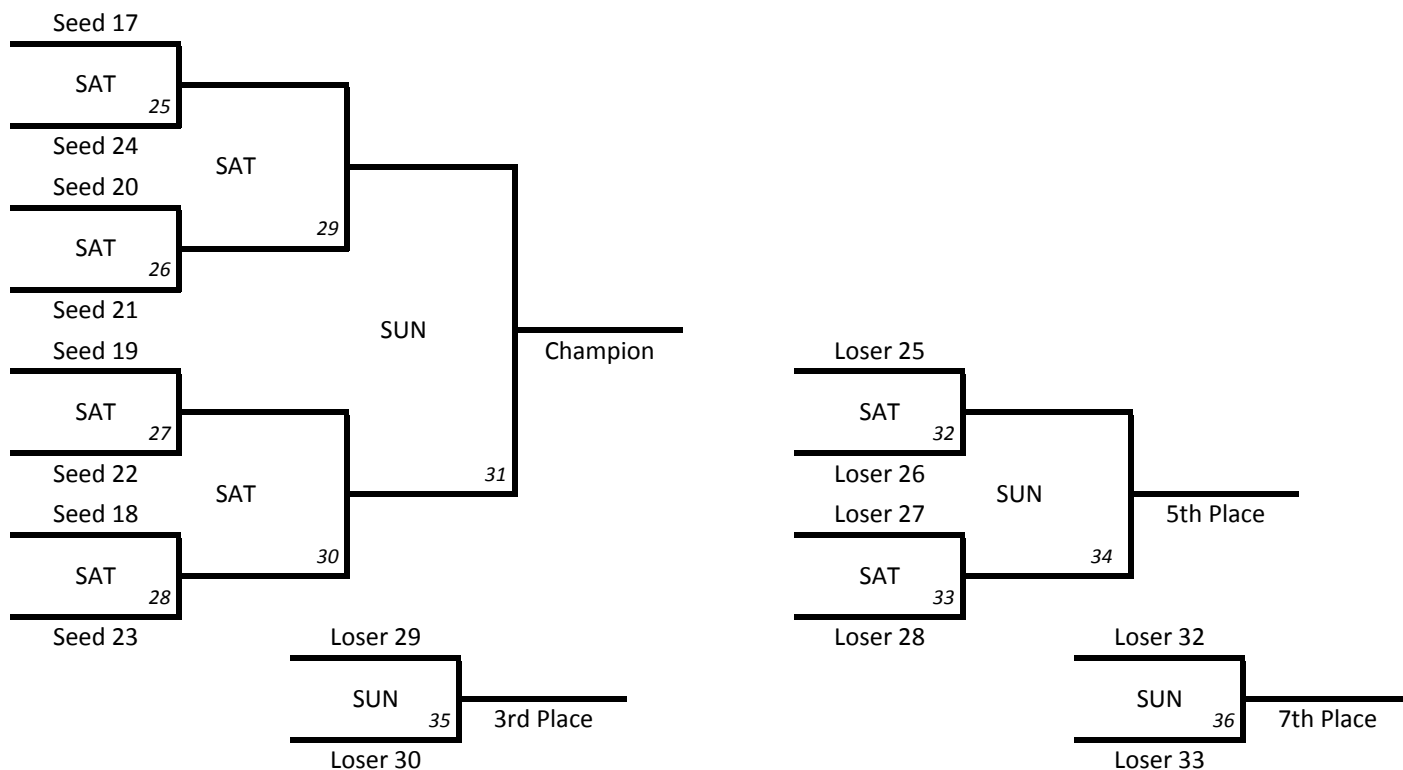 Seed 17
SAT
25
Seed 24
SAT
Seed 20
29
SAT
26
Seed 21
SUN
Champion
Seed 19
SAT
27
Seed 22
SAT
31
Seed 18
30
SAT
28
Seed 23
Loser 25
SAT
32
Loser 26
SUN
5th Place
Loser 27
34
SAT
33
Loser 28
Loser 29
SUN
35
3rd Place
Loser 30
Loser 32
SUN
36
7th Place
Loser 33